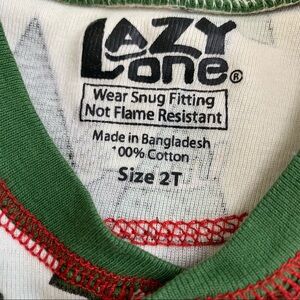 LAZY
one®
Wear Snug Fitting
Not Flame Resistant
Made in Bangladesh
100% Cotton
Size 2T